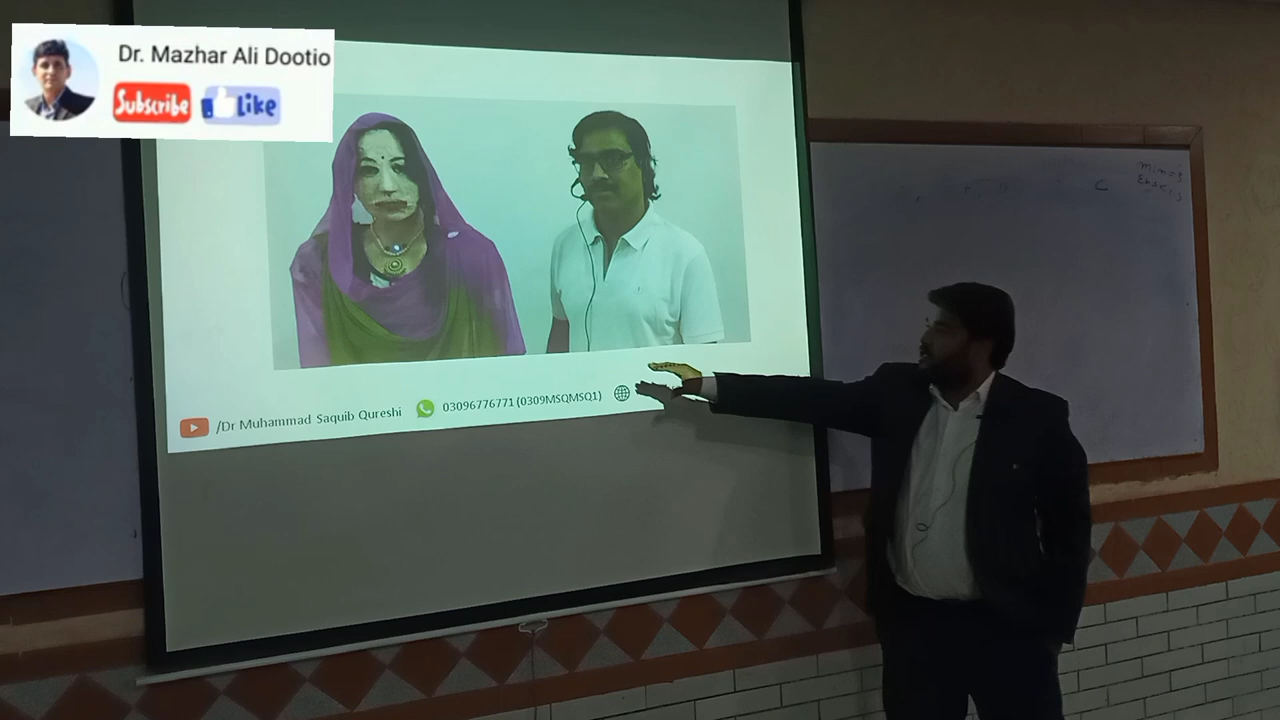 Dr. Mazhar Ali Dootio
Subscribe
Like
/Dr Muhammad Saquib Qureshi
03096776771 (0309MSQMSQ1)